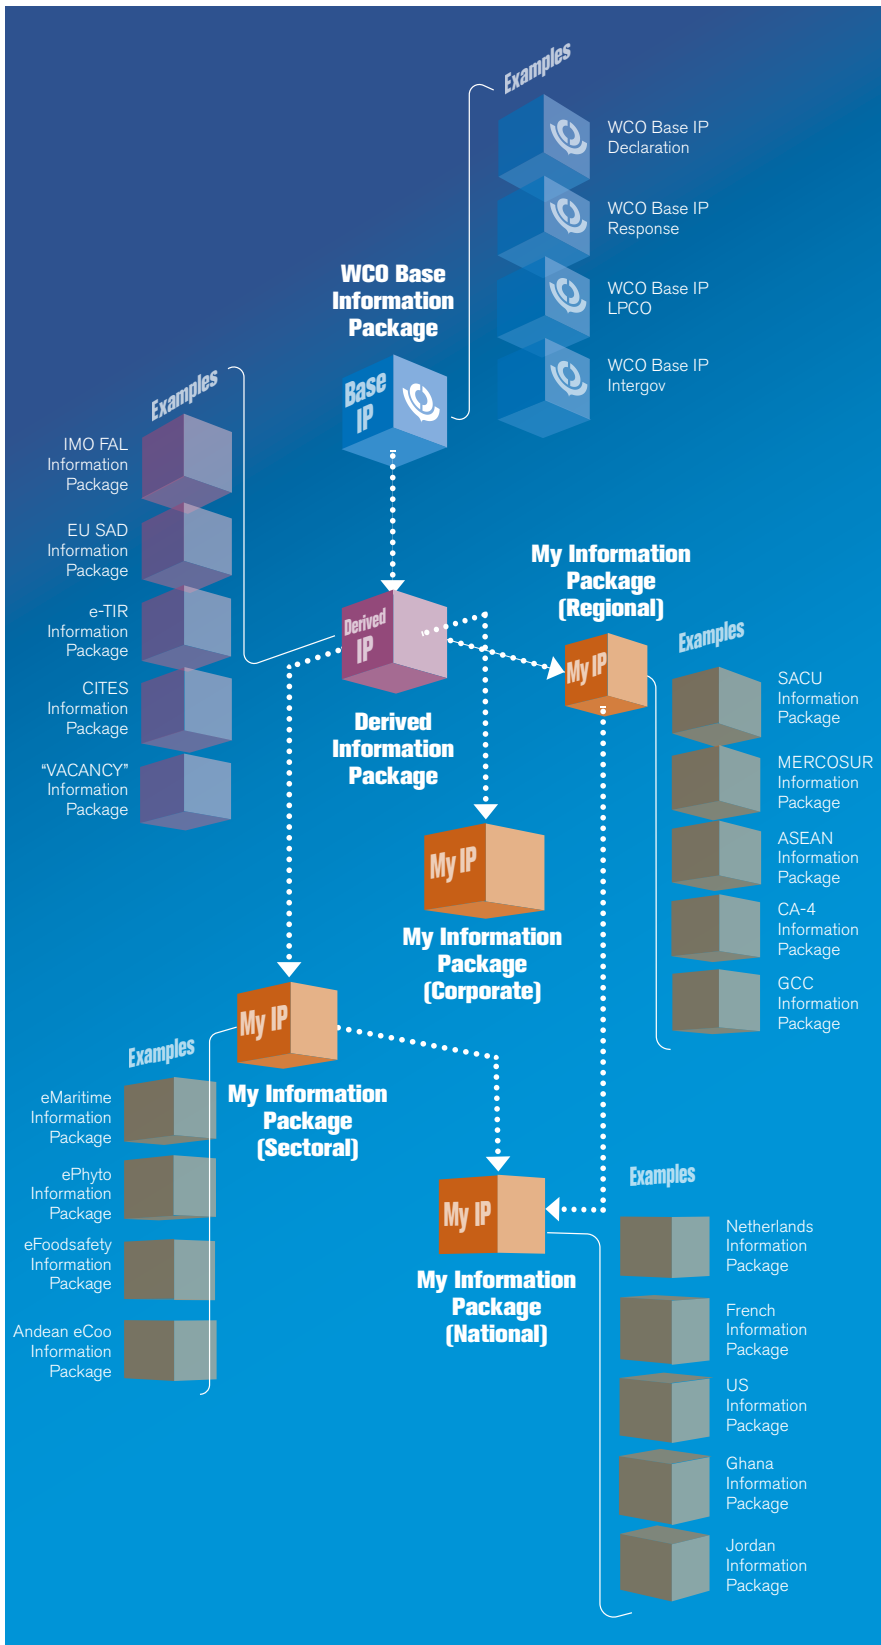 Examples
WCO Base IP
Declaration
WCO Base IP
Response
WCO Base IP
LPCO
WCO Base IP
Intergov
WCO Base
Information
Package
Base
IP
Examples
IMO FAL
Information
Package
EU SAD
Information
Package
e-TIR
Information
Package
CITES
Information
Package
“VACANCY”
Information
Package
Derived
IP
Derived
Information
Package
My Information
Package
(Regional)
My IP
Examples
SACU
Information
Package
MERCOSUR
Information
Package
ASEAN
Information
Package
CA-4
Information
Package
GCC
Information
Package
My IP
My Information
Package
(Corporate)
My IP
My Information
Package
(Sectoral)
Examples
eMaritime
Information
Package
ePhyto
Information
Package
eFoodsafety
Information
Package
Andean eCoo
Information
Package
My IP
My Information
Package
(National)
Examples
Netherlands
Information
Package
French
Information
Package
US
Information
Package
Ghana
Information
Package
Jordan
Information
Package